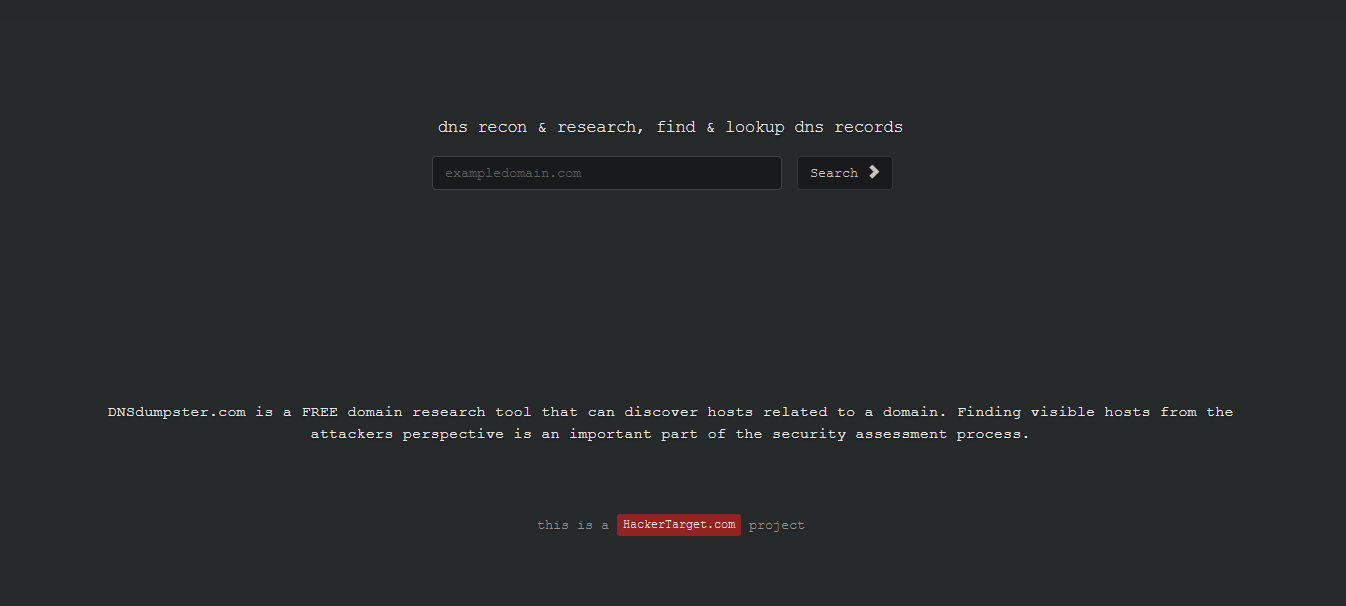 dns recon & research, find & lookup dns records
exampledomain.com
Search
DNSdumpster.com is a FREE domain research tool that can discover hosts related to a domain. Finding visible hosts from the
attackers perspective is an important part of the security assessment process.
this is a HackerTarget.com project